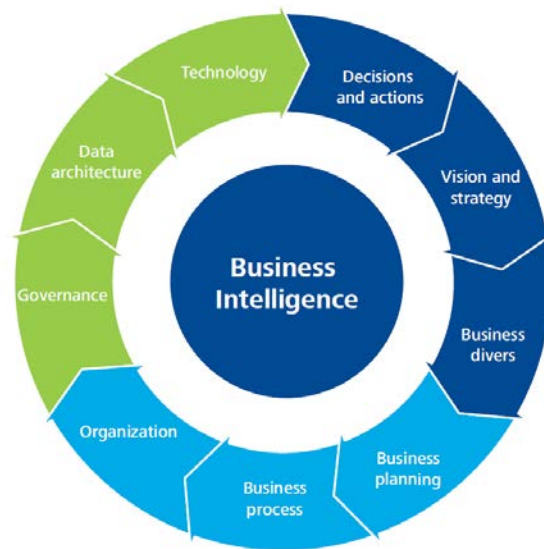 Technology
Decisions
and actions
Vision and
strategy
Business
divers
Business
planning
Business
process
Organization
Governance
Data
architecture
Business
Intelligence